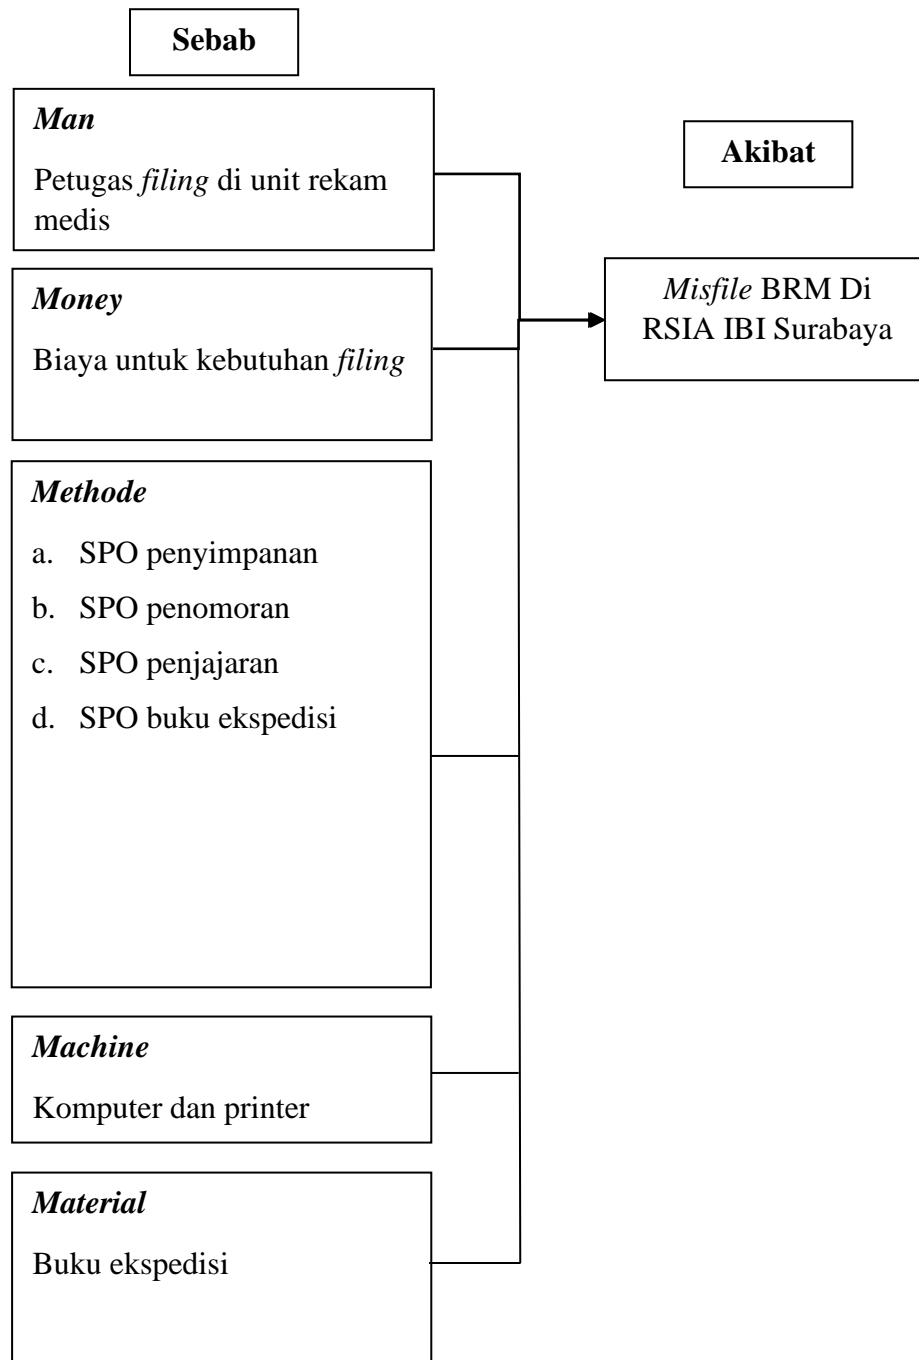 Sebab
Man
Petugas filing di unit rekam
medis
Akibat
Money
Biaya untuk kebutuhan filing
Misfile BRM Di
RSIA IBI Surabaya
Methode
a. SPO penyimpanan
b. SPO penomoran
c. SPO penjajaran
d. SPO buku ekspedisi
Machine
Komputer dan printer
Material
Buku ekspedisi